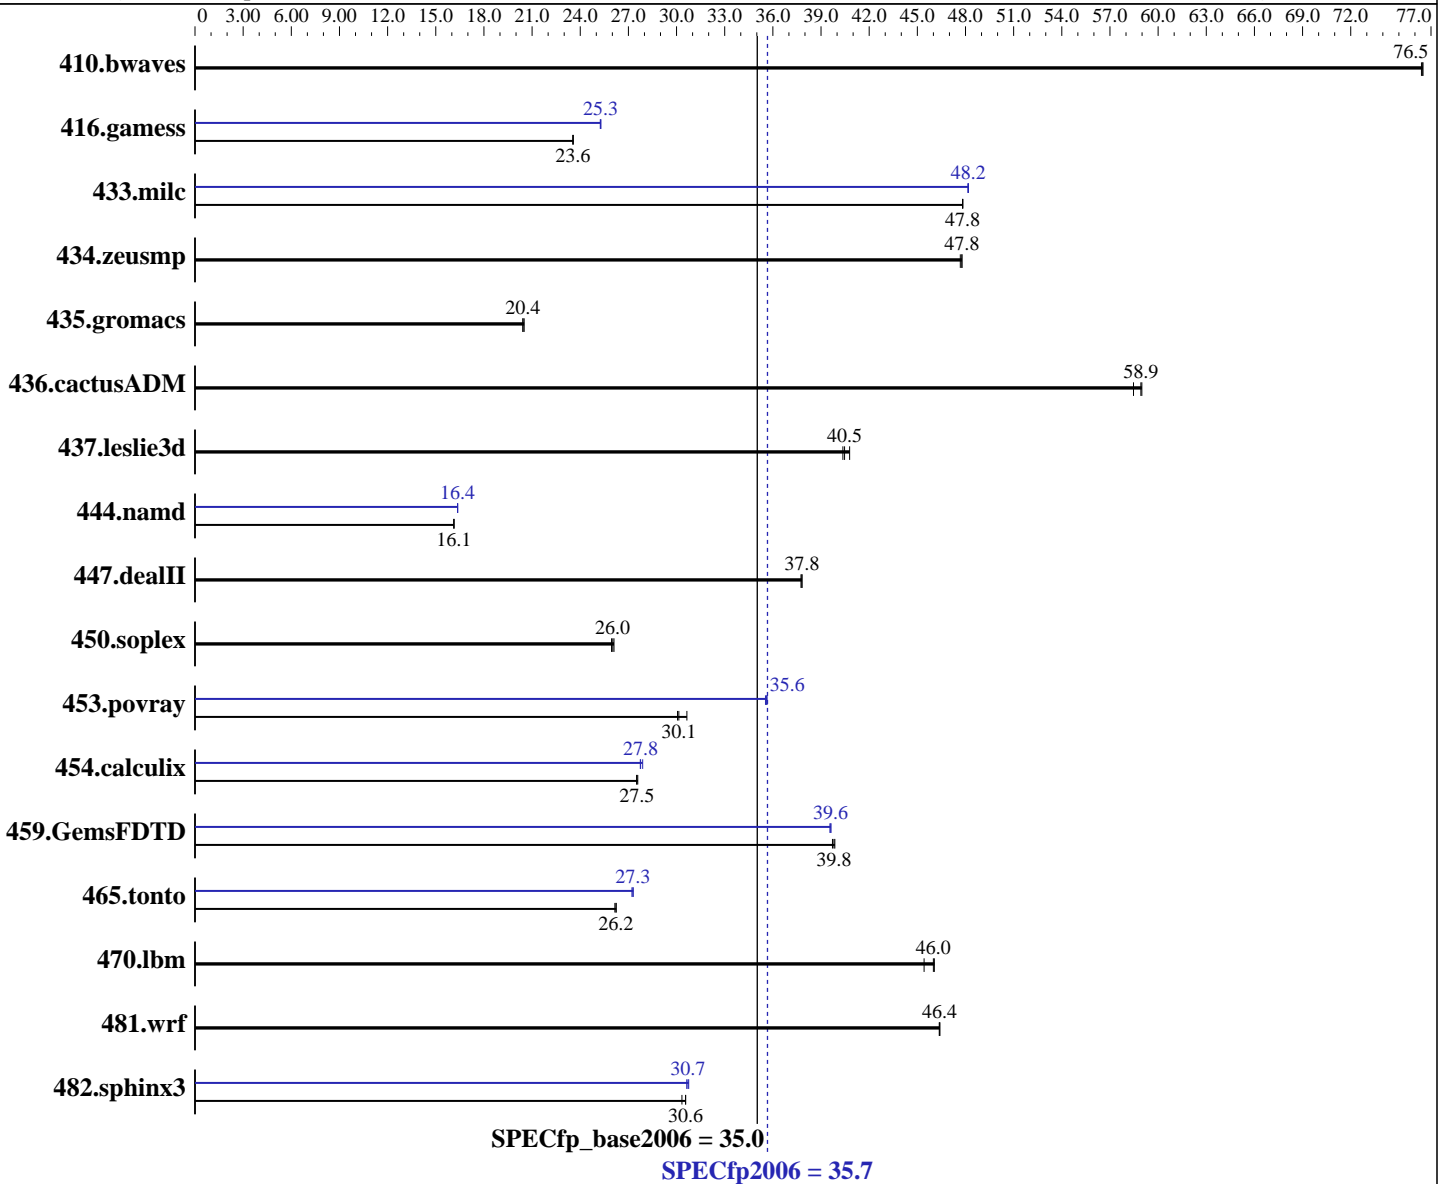 0 3.00 6.00 9.00 12.0 15.0 18.0 21.0 24.0 27.0 30.0 33.0 36.0 39.0 42.0 45.0 48.0 51.0 54.0 57.0 60.0 63.0 66.0 69.0 72.0 77.0
410.bwaves 76.5
25.3
416.gamess
23.6
48.2
433.milc
47.8
434.zeusmp 47.8
435.gromacs 20.4
436.cactusADM 58.9
437.leslie3d 40.5
16.4
444.namd
16.1
447.dealII 37.8
450.soplex 26.0
35.6
453.povray
30.1
27.8
454.calculix
27.5
39.6
459.GemsFDTD
39.8
27.3
465.tonto
26.2
470.lbm 46.0
481.wrf 46.4
30.7
482.sphinx3
30.6
SPECfp_base2006 = 35.0
SPECfp2006 = 35.7